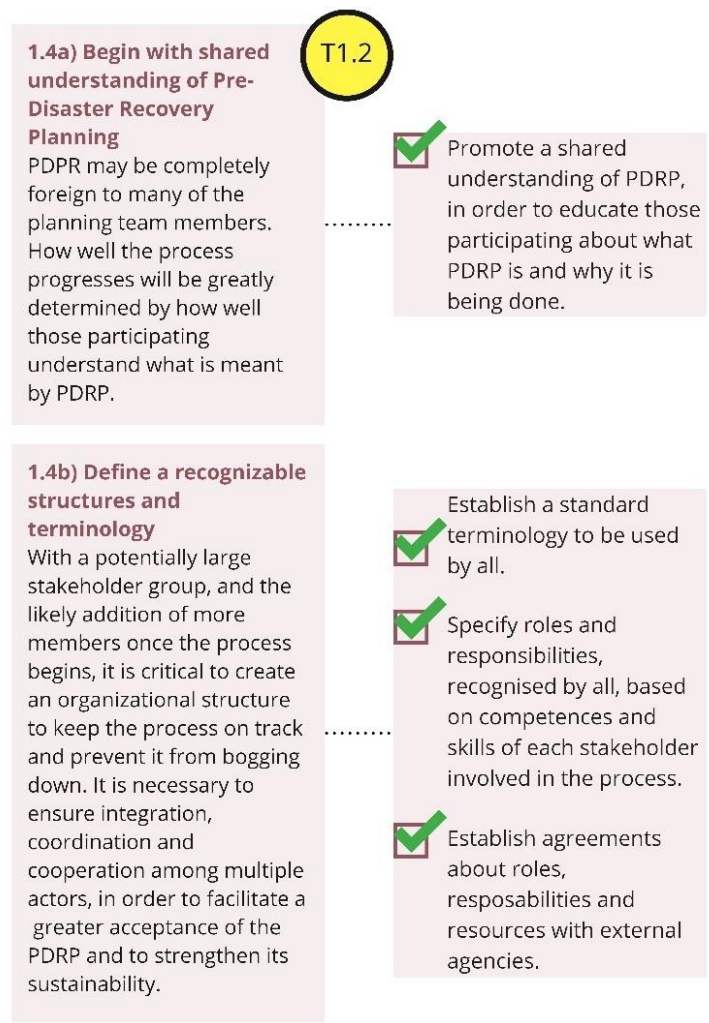 T1.2
1.4a) Begin with shared
understanding of Pre-
Disaster Recovery
Planning
PDPR may be completely
foreign to many of the
planning team members.
How well the process
progresses will be greatly
determined by how well
those participating
understand what is meant
by PDRP.
Promote a shared
understanding of PDRP,
in order to educate those
participating about what
PDRP is and why it is
being done.
1.4b) Define a recognizable
structures and
terminology
With a potentially large
stakeholder group, and the
likely addition of more
members once the process
begins, it is critical to create
an organizational structure
to keep the process on track
and prevent it from bogging
down. It is necessary to
ensure integration,
coordination and
cooperation among multiple
actors, in order to facilitate a
greater acceptance of the
PDRP and to strengthen its
sustainability.
Establish a standard
terminology to be used
by all.
Specify roles and
responsibilities,
recognised by all, based
on competences and
skills of each stakeholder
involved in the process.
Establish agreements
about roles,
resposabilities and
resources with external
agencies.